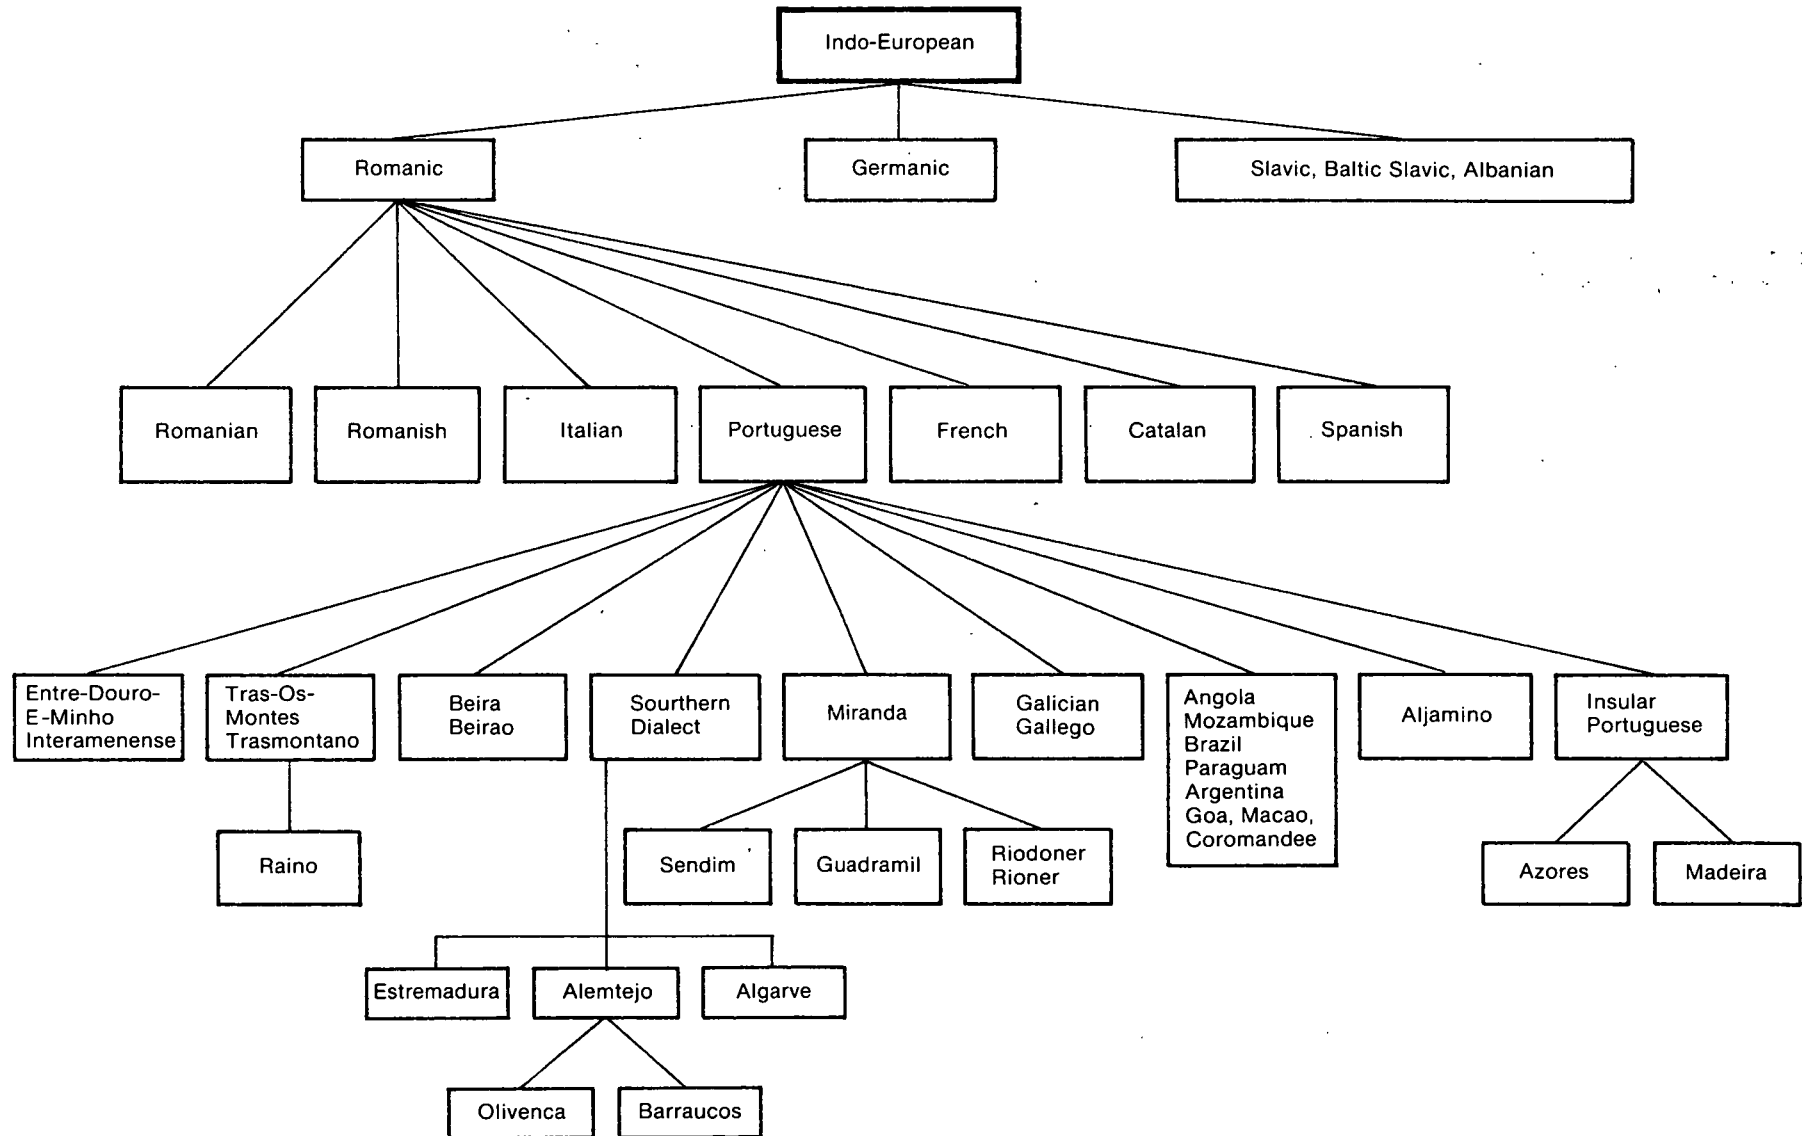 Indo-European
Romanic
Germanic
Slavic, Baltic Slavic, Albanian
Romanian
Romanish
Italian
Portuguese
French
Catalan
Spanish
Entre-Douro-
E-Minho
Interamenense
Tras-Os-
Montes
Trasmontano
Beira
Beirao
Sourthern
Dialect
Miranda
Galician
Gallego
Angola
Mozambique
Brazil
Paraguam
Argentina
Goa, Macao,
Coromandee
Aljamino
Insular
Portuguese
Raino
Sendim
Guadramil
Riodoner
Rioner
Azores
Madeira
Estremadura
Alemtejo
Algarve
Olivenca
Barraucos